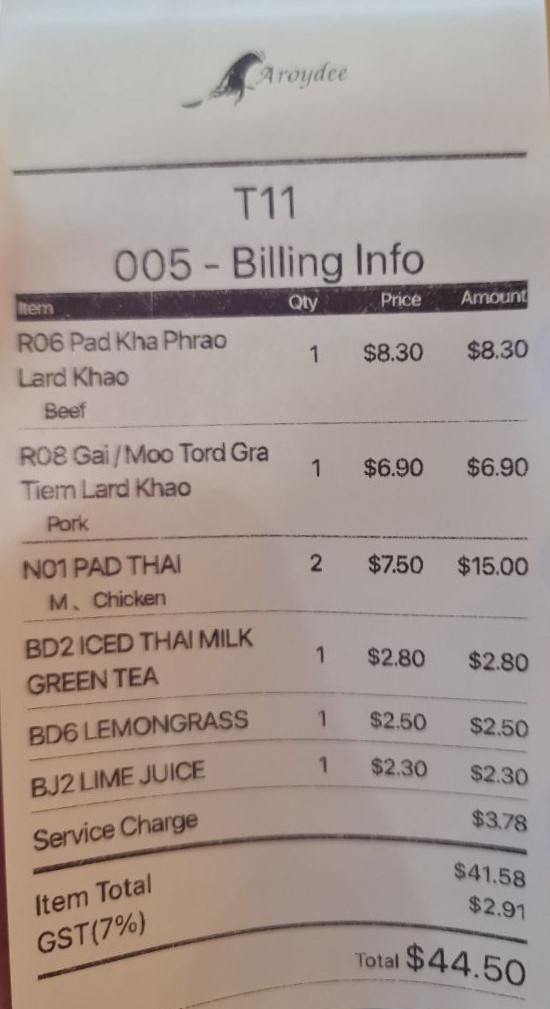 Aroydee
T11
005 - Billing Info
Item Qty Price Amount
R06 Pad Kha Phrao
Lard Khao 1 $8.30 $8.30
Beef
R08 Gai/Moo Tord Gra
Tiem Lard Khao 1 $6.90 $6.90
Pork
N01 PAD THAI 2 $7.50 $15.00
M、Chicken
BD2 ICED THAI MILK
GREEN TEA 1 $2.80 $2.80
BD6 LEMONGRASS 1 $2.50 $2.50
BJ2 LIME JUICE 1 $2.30 $2.30
Service Charge $3.78
Item Total $41.58
GST(7%) $2.91
Total $44.50